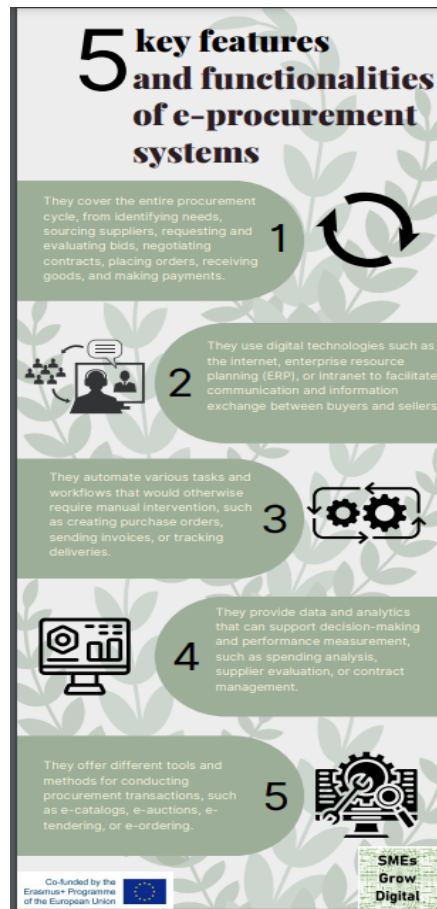 5 key features
and functionalities
of e-procurement
systems
They cover the entire procurement
cycle, from identifying needs,
sourcing suppliers, requesting and
evaluating bids, negotiating
contracts, placing orders, receiving
goods, and making payments.
1
They use digital technologies such as
the internet, enterprise resource
planning (ERP), or intranet to facilitate
communication and information
exchange between buyers and sellers
2
They automate various tasks and
workflows that would otherwise
require manual intervention, such
as creating purchase orders,
sending invoices, or tracking
deliveries.
3
They provide data and analytics
that can support decision-making
and performance measurement,
such as spending analysis,
supplier evaluation, or contract
management.
4
They offer different tools and
methods for conducting
procurement transactions, such
as e-catalogs, e-auctions, e-
tendering, or e-ordering.
5
Co-funded by the
Erasmus+ Programme
of the European Union
SMEs
Grow
Digital